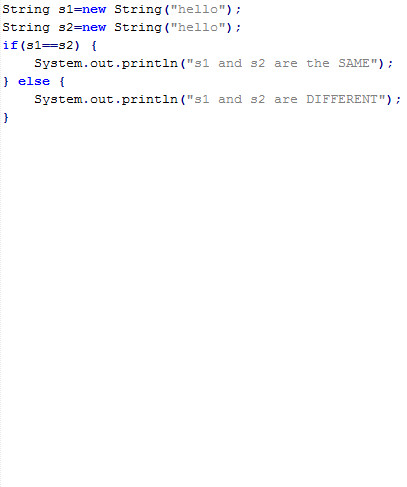 String s1=new String("hello");
String s2=new String("hello");
if(s1==s2) {
    System.out.println("s1 and s2 are the SAME");
} else {
    System.out.println("s1 and s2 are DIFFERENT");
}